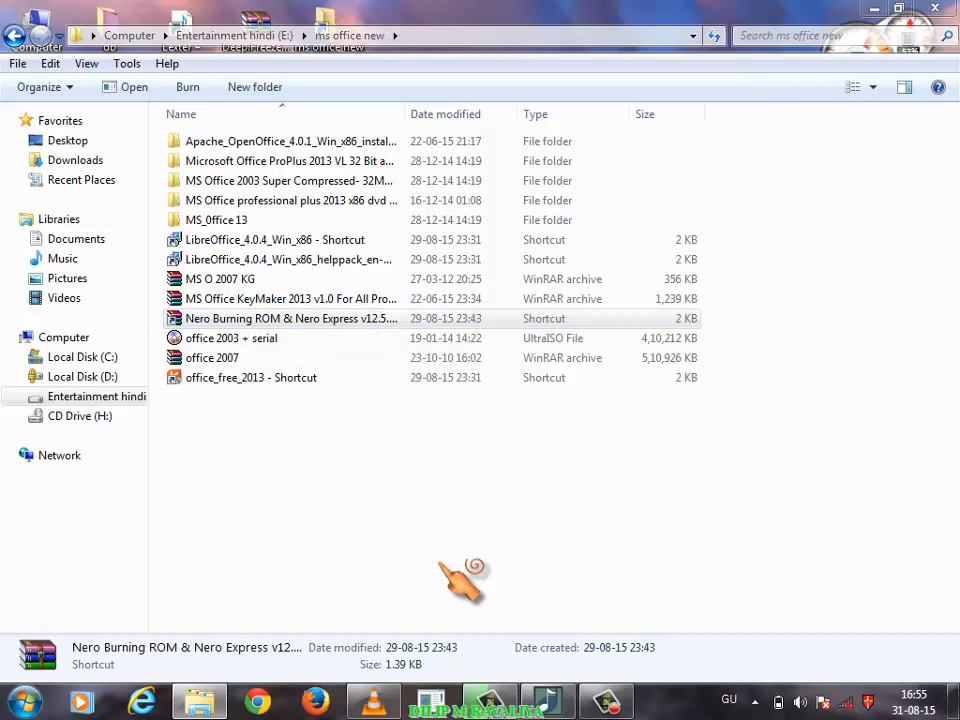 Computer
db
Lexter -
Deep Freeze
ms office new
Computer
Entertainment hindi (E:)
ms office new
Search ms office new
53%
File Edit View Tools Help
Organize Open Burn New folder
Name Date modified Type Size
Favorites
Desktop
Downloads
Recent Places
Libraries
Documents
Music
Pictures
Videos
Computer
Local Disk (C:)
Local Disk (D:)
Entertainment hindi
CD Drive (H:)
Network
Apache_OpenOffice_4.0.1_Win_x86_instal... 22-06-15 21:17 File folder
Microsoft Office ProPlus 2013 VL 32 Bit a... 28-12-14 14:19 File folder
MS Office 2003 Super Compressed- 32M... 28-12-14 14:19 File folder
MS Office professional plus 2013 x86 dvd ... 16-12-14 01:08 File folder
MS_0ffice 13 28-12-14 14:19 File folder
LibreOffice_4.0.4_Win_x86 - Shortcut 29-08-15 23:31 Shortcut 2 KB
LibreOffice_4.0.4_Win_x86_helppack_en-... 29-08-15 23:31 Shortcut 2 KB
MS O 2007 KG 27-03-12 20:25 WinRAR archive 356 KB
MS Office KeyMaker 2013 v1.0 For All Pro... 22-06-15 23:34 WinRAR archive 1,239 KB
Nero Burning ROM & Nero Express v12.5.... 29-08-15 23:43 Shortcut 2 KB
office 2003 + serial 19-01-14 14:22 UltraISO File 4,10,212 KB
office 2007 23-10-10 16:02 WinRAR archive 5,10,926 KB
office_free_2013 - Shortcut 29-08-15 23:31 Shortcut 2 KB
Nero Burning ROM & Nero Express v12.... Date modified: 29-08-15 23:43 Date created: 29-08-15 23:43
Shortcut Size: 1.39 KB
DILIP M RAVALIYA
GU
16:55
31-08-15